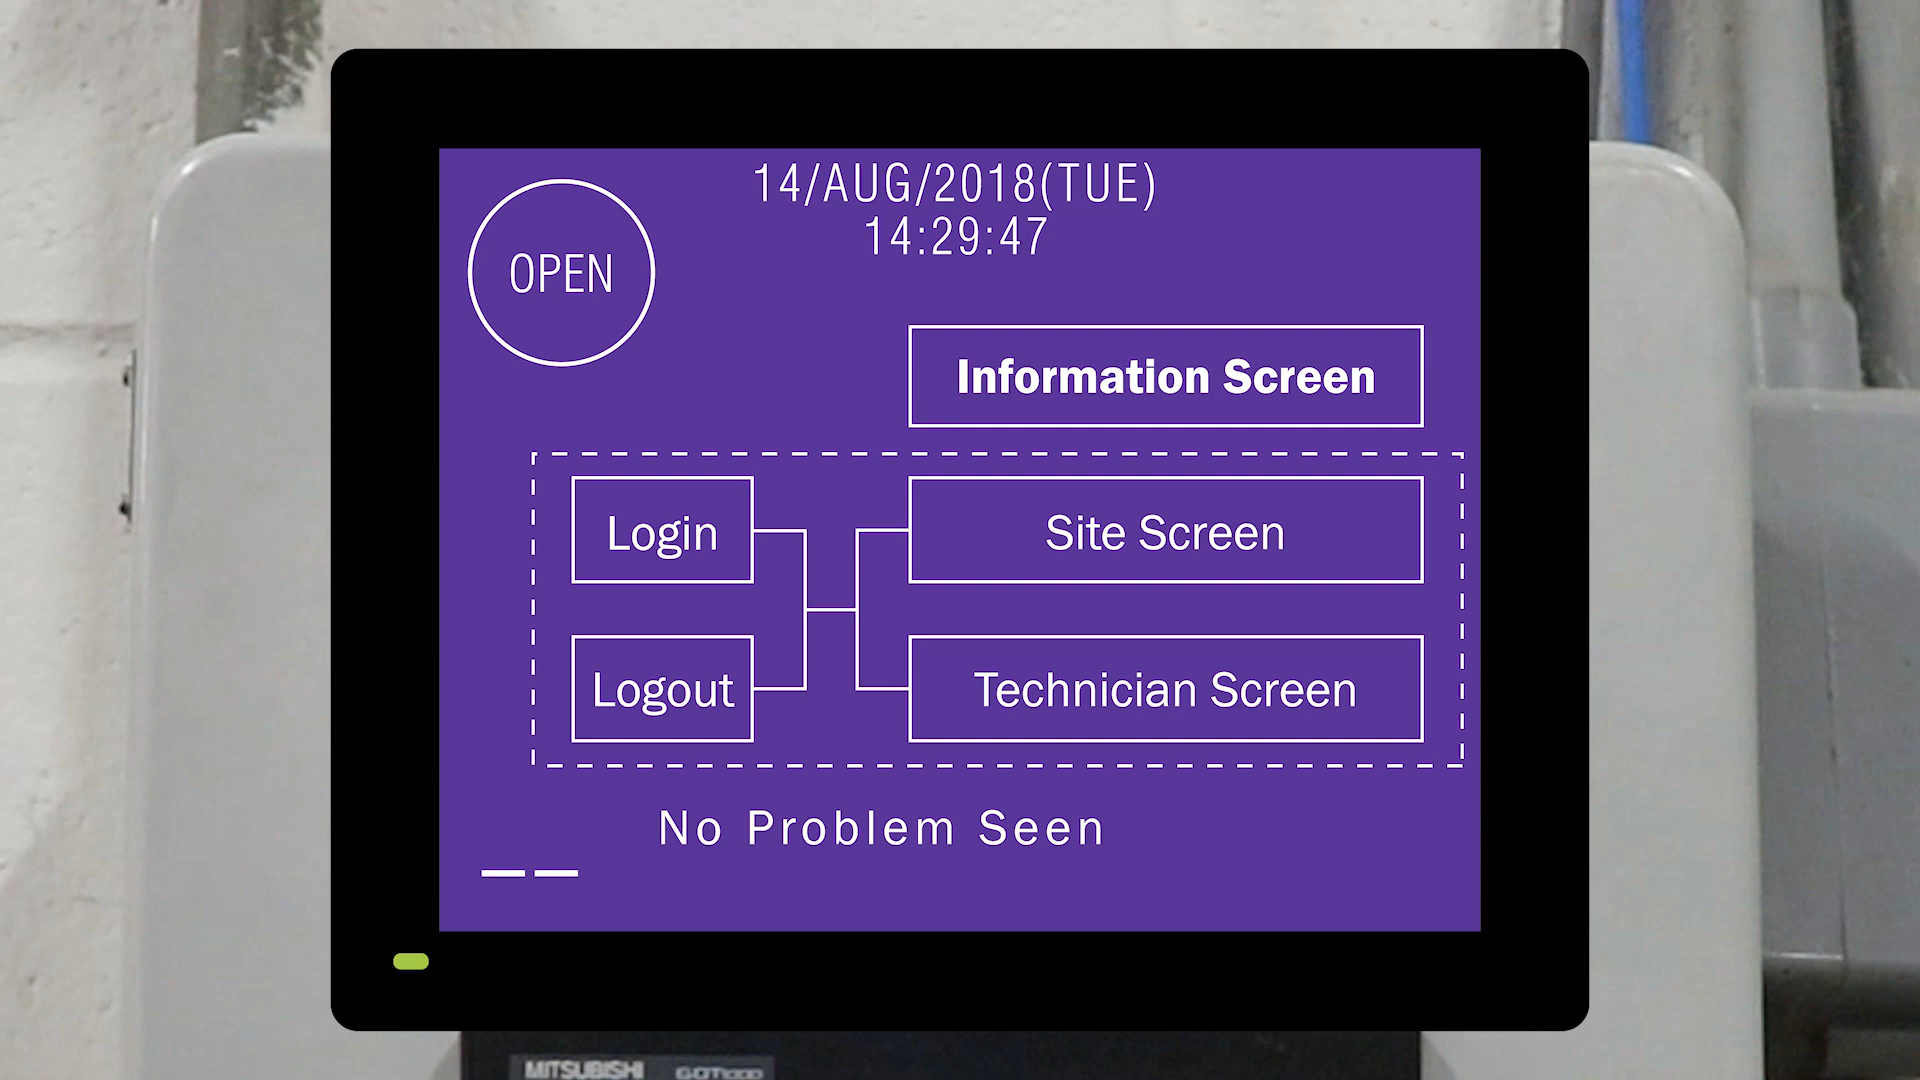 14/AUG/2018(TUE)
14:29:47
OPEN
Information Screen
Login
Site Screen
Logout
Technician Screen
No Problem Seen
MITSUBISHI GOT1000